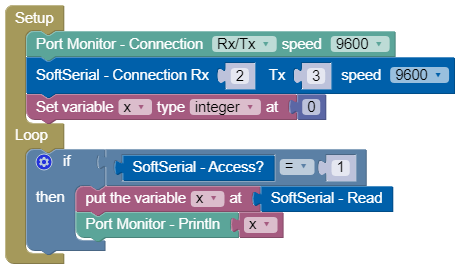 Setup
Port Monitor - Connection Rx/Tx speed 9600
SoftSerial - Connection Rx 2 Tx 3 speed 9600
Set variable x type integer at 0
Loop
if SoftSerial - Access? = 1
then put the variable x at SoftSerial - Read
Port Monitor - Println x